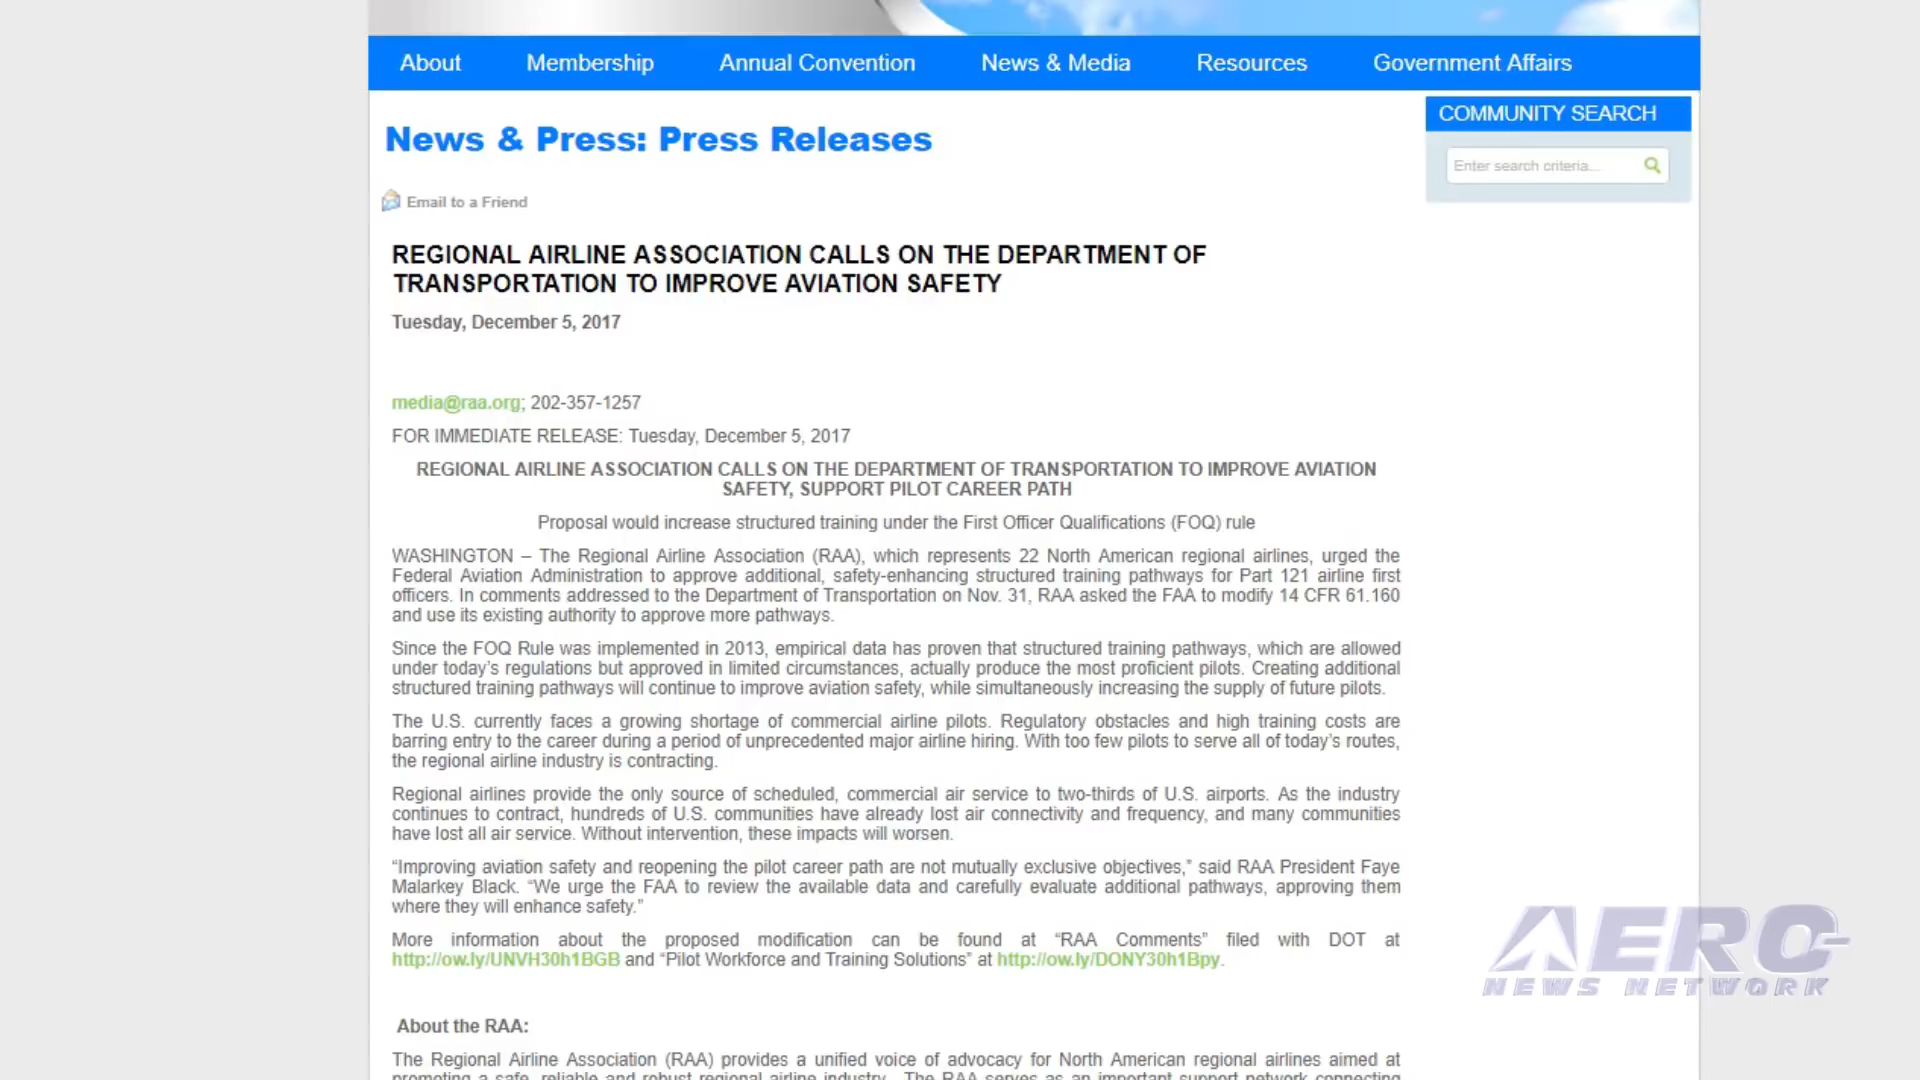 About Membership Annual Convention News & Media Resources Government Affairs
COMMUNITY SEARCH
Enter search criteria...
News & Press: Press Releases
Email to a Friend
REGIONAL AIRLINE ASSOCIATION CALLS ON THE DEPARTMENT OF
TRANSPORTATION TO IMPROVE AVIATION SAFETY
Tuesday, December 5, 2017
media@raa.org; 202-357-1257
FOR IMMEDIATE RELEASE: Tuesday, December 5, 2017
REGIONAL AIRLINE ASSOCIATION CALLS ON THE DEPARTMENT OF TRANSPORTATION TO IMPROVE AVIATION
SAFETY, SUPPORT PILOT CAREER PATH
Proposal would increase structured training under the First Officer Qualifications (FOQ) rule
WASHINGTON – The Regional Airline Association (RAA), which represents 22 North American regional airlines, urged the
Federal Aviation Administration to approve additional, safety-enhancing structured training pathways for Part 121 airline first
officers. In comments addressed to the Department of Transportation on Nov. 31, RAA asked the FAA to modify 14 CFR 61.160
and use its existing authority to approve more pathways.
Since the FOQ Rule was implemented in 2013, empirical data has proven that structured training pathways, which are allowed
under today’s regulations but approved in limited circumstances, actually produce the most proficient pilots. Creating additional
structured training pathways will continue to improve aviation safety, while simultaneously increasing the supply of future pilots.
The U.S. currently faces a growing shortage of commercial airline pilots. Regulatory obstacles and high training costs are
barring entry to the career during a period of unprecedented major airline hiring. With too few pilots to serve all of today’s routes,
the regional airline industry is contracting.
Regional airlines provide the only source of scheduled, commercial air service to two-thirds of U.S. airports. As the industry
continues to contract, hundreds of U.S. communities have already lost air connectivity and frequency, and many communities
have lost all air service. Without intervention, these impacts will worsen.
“Improving aviation safety and reopening the pilot career path are not mutually exclusive objectives,” said RAA President Faye
Malarkey Black. “We urge the FAA to review the available data and carefully evaluate additional pathways, approving them
where they will enhance safety.”
More information about the proposed modification can be found at “RAA Comments” filed with DOT at
http://ow.ly/UNVH30h1BGB and “Pilot Workforce and Training Solutions” at http://ow.ly/DONY30h1Bpy.
About the RAA:
The Regional Airline Association (RAA) provides a unified voice of advocacy for North American regional airlines aimed at
promoting a safe, reliable and robust regional airline industry. The RAA serves as an important support network connecting
AERO
NEWS NETWORK